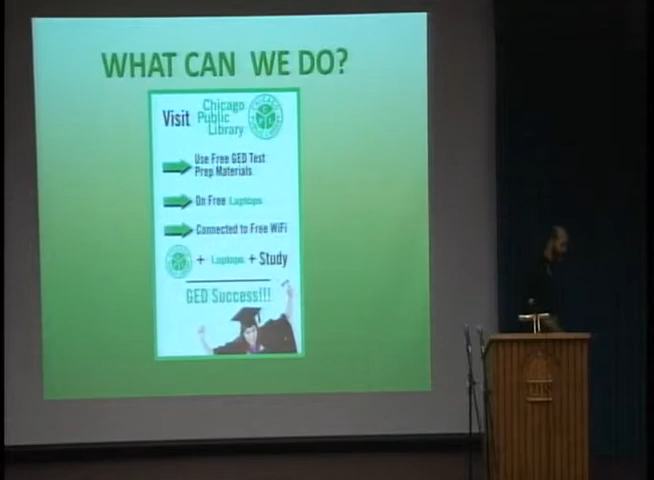 WHAT CAN WE DO?
Visit
Chicago
Public
Library
Use Free GED Test
Prep Materials
On Free Laptops
Connected to Free WiFi
+ Laptops + Study
GED Success!!!